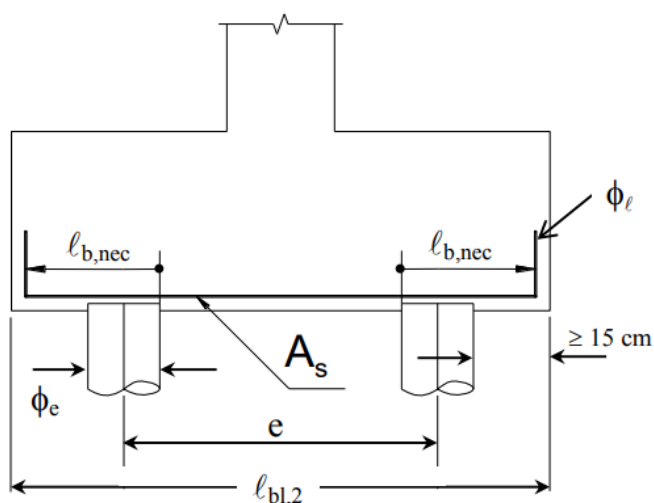 ϕℓ
ℓb,nec
ℓb,nec
≥ 15 cm
As
ϕe
e
ℓbl,2